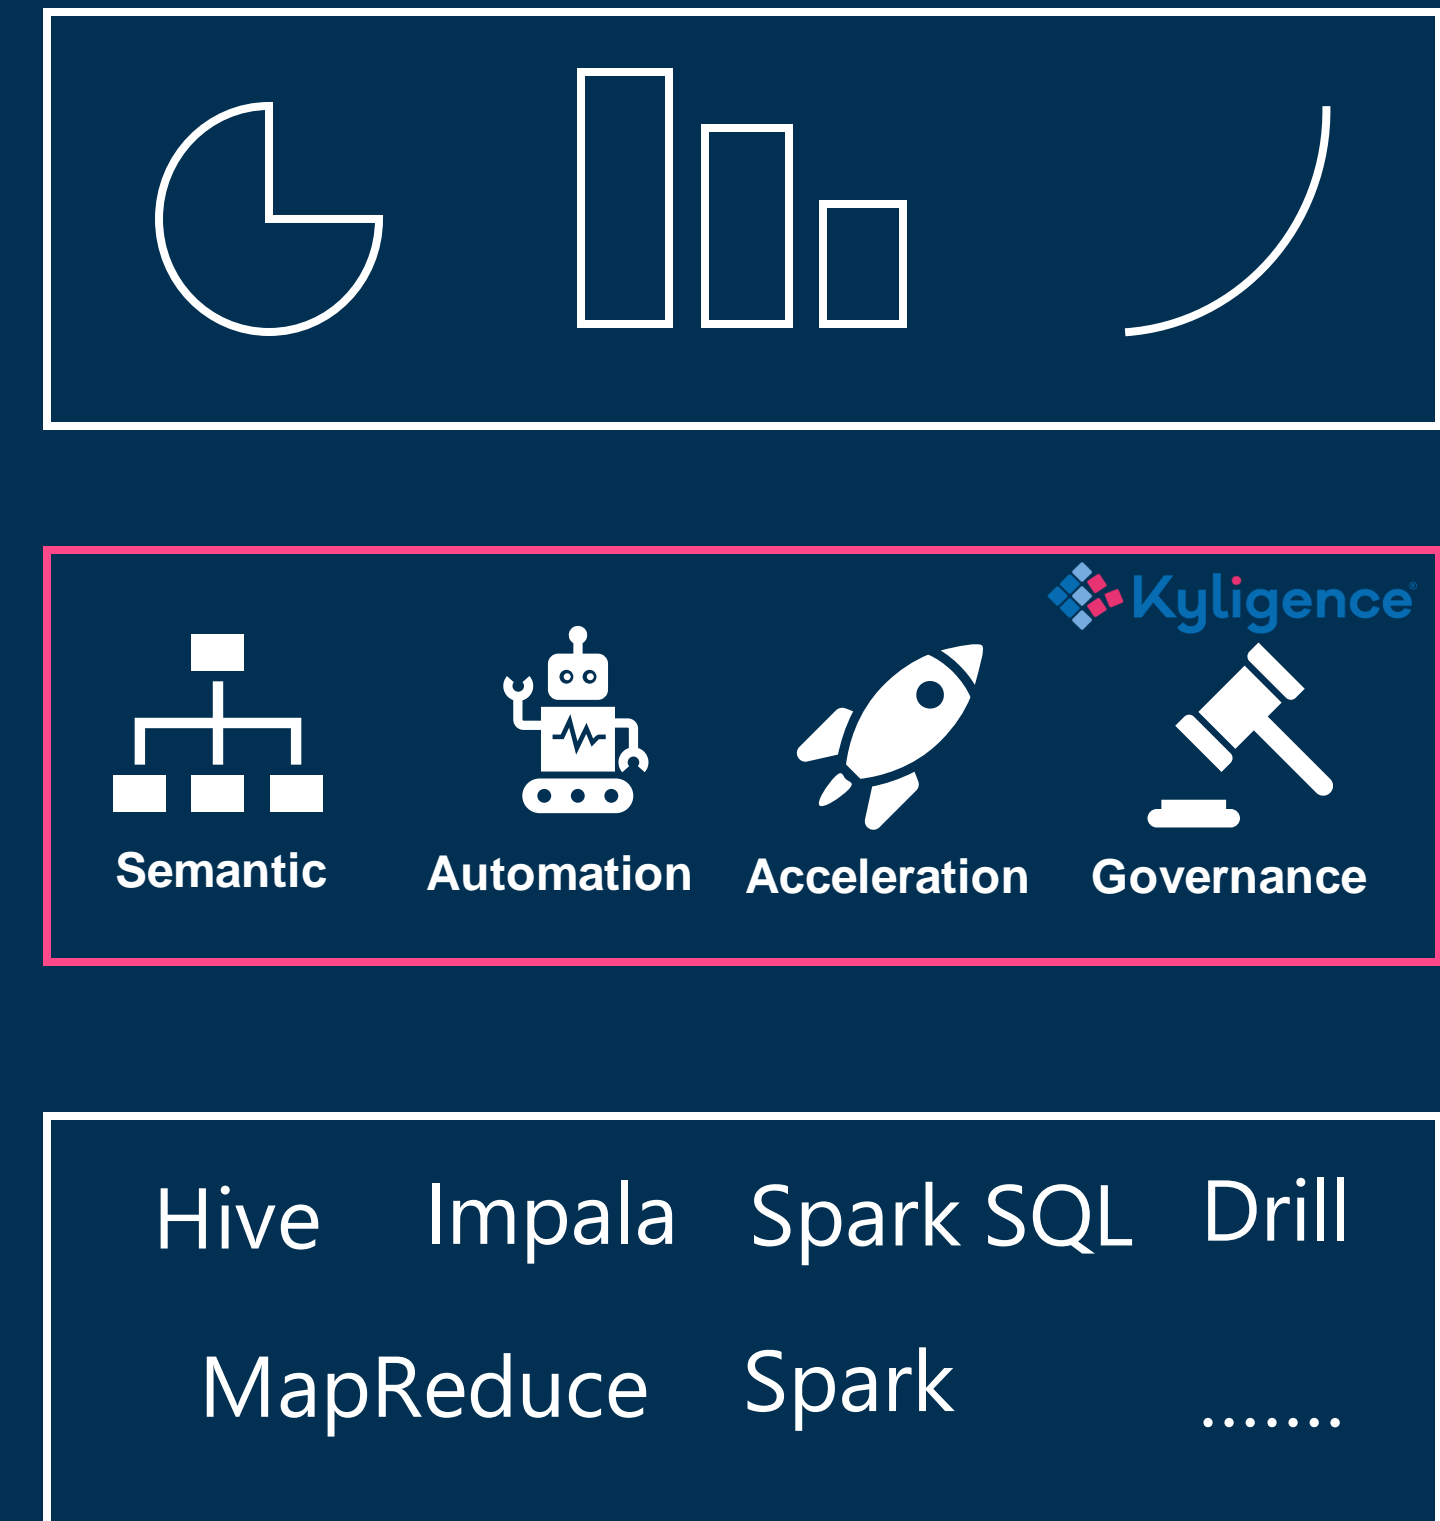 Kyligence®
Semantic Automation Acceleration Governance
Hive Impala Spark SQL Drill
MapReduce Spark .......